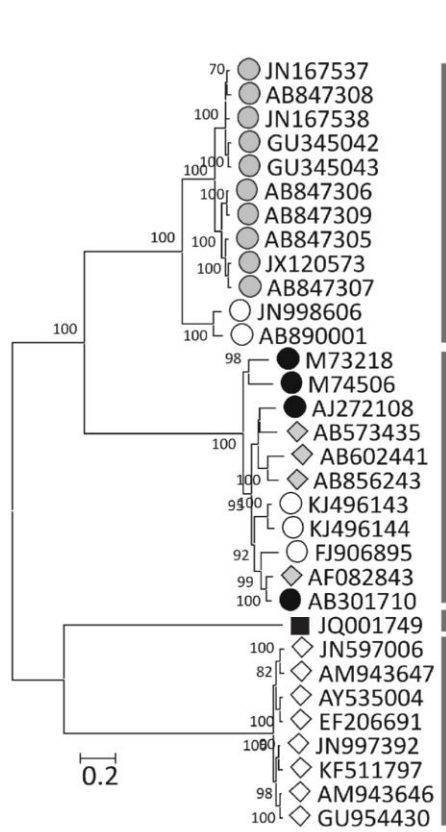 70 JN167537
AB847308
100 JN167538
GU345042
100 GU345043
100
100 AB847306
AB847309
100 100 AB847305
JX120573
100 AB847307
JN998606
100 AB890001
100
98 M73218
M74506
AJ272108
AB573435
100 AB602441
100 AB856243
KJ496143
KJ496144
92 FJ906895
99 AF082843
100 AB301710
JQ001749
100 JN597006
82 AM943647
AY535004
100 EF206691
JN997392
KF511797
98 AM943646
100 GU954430
0.2